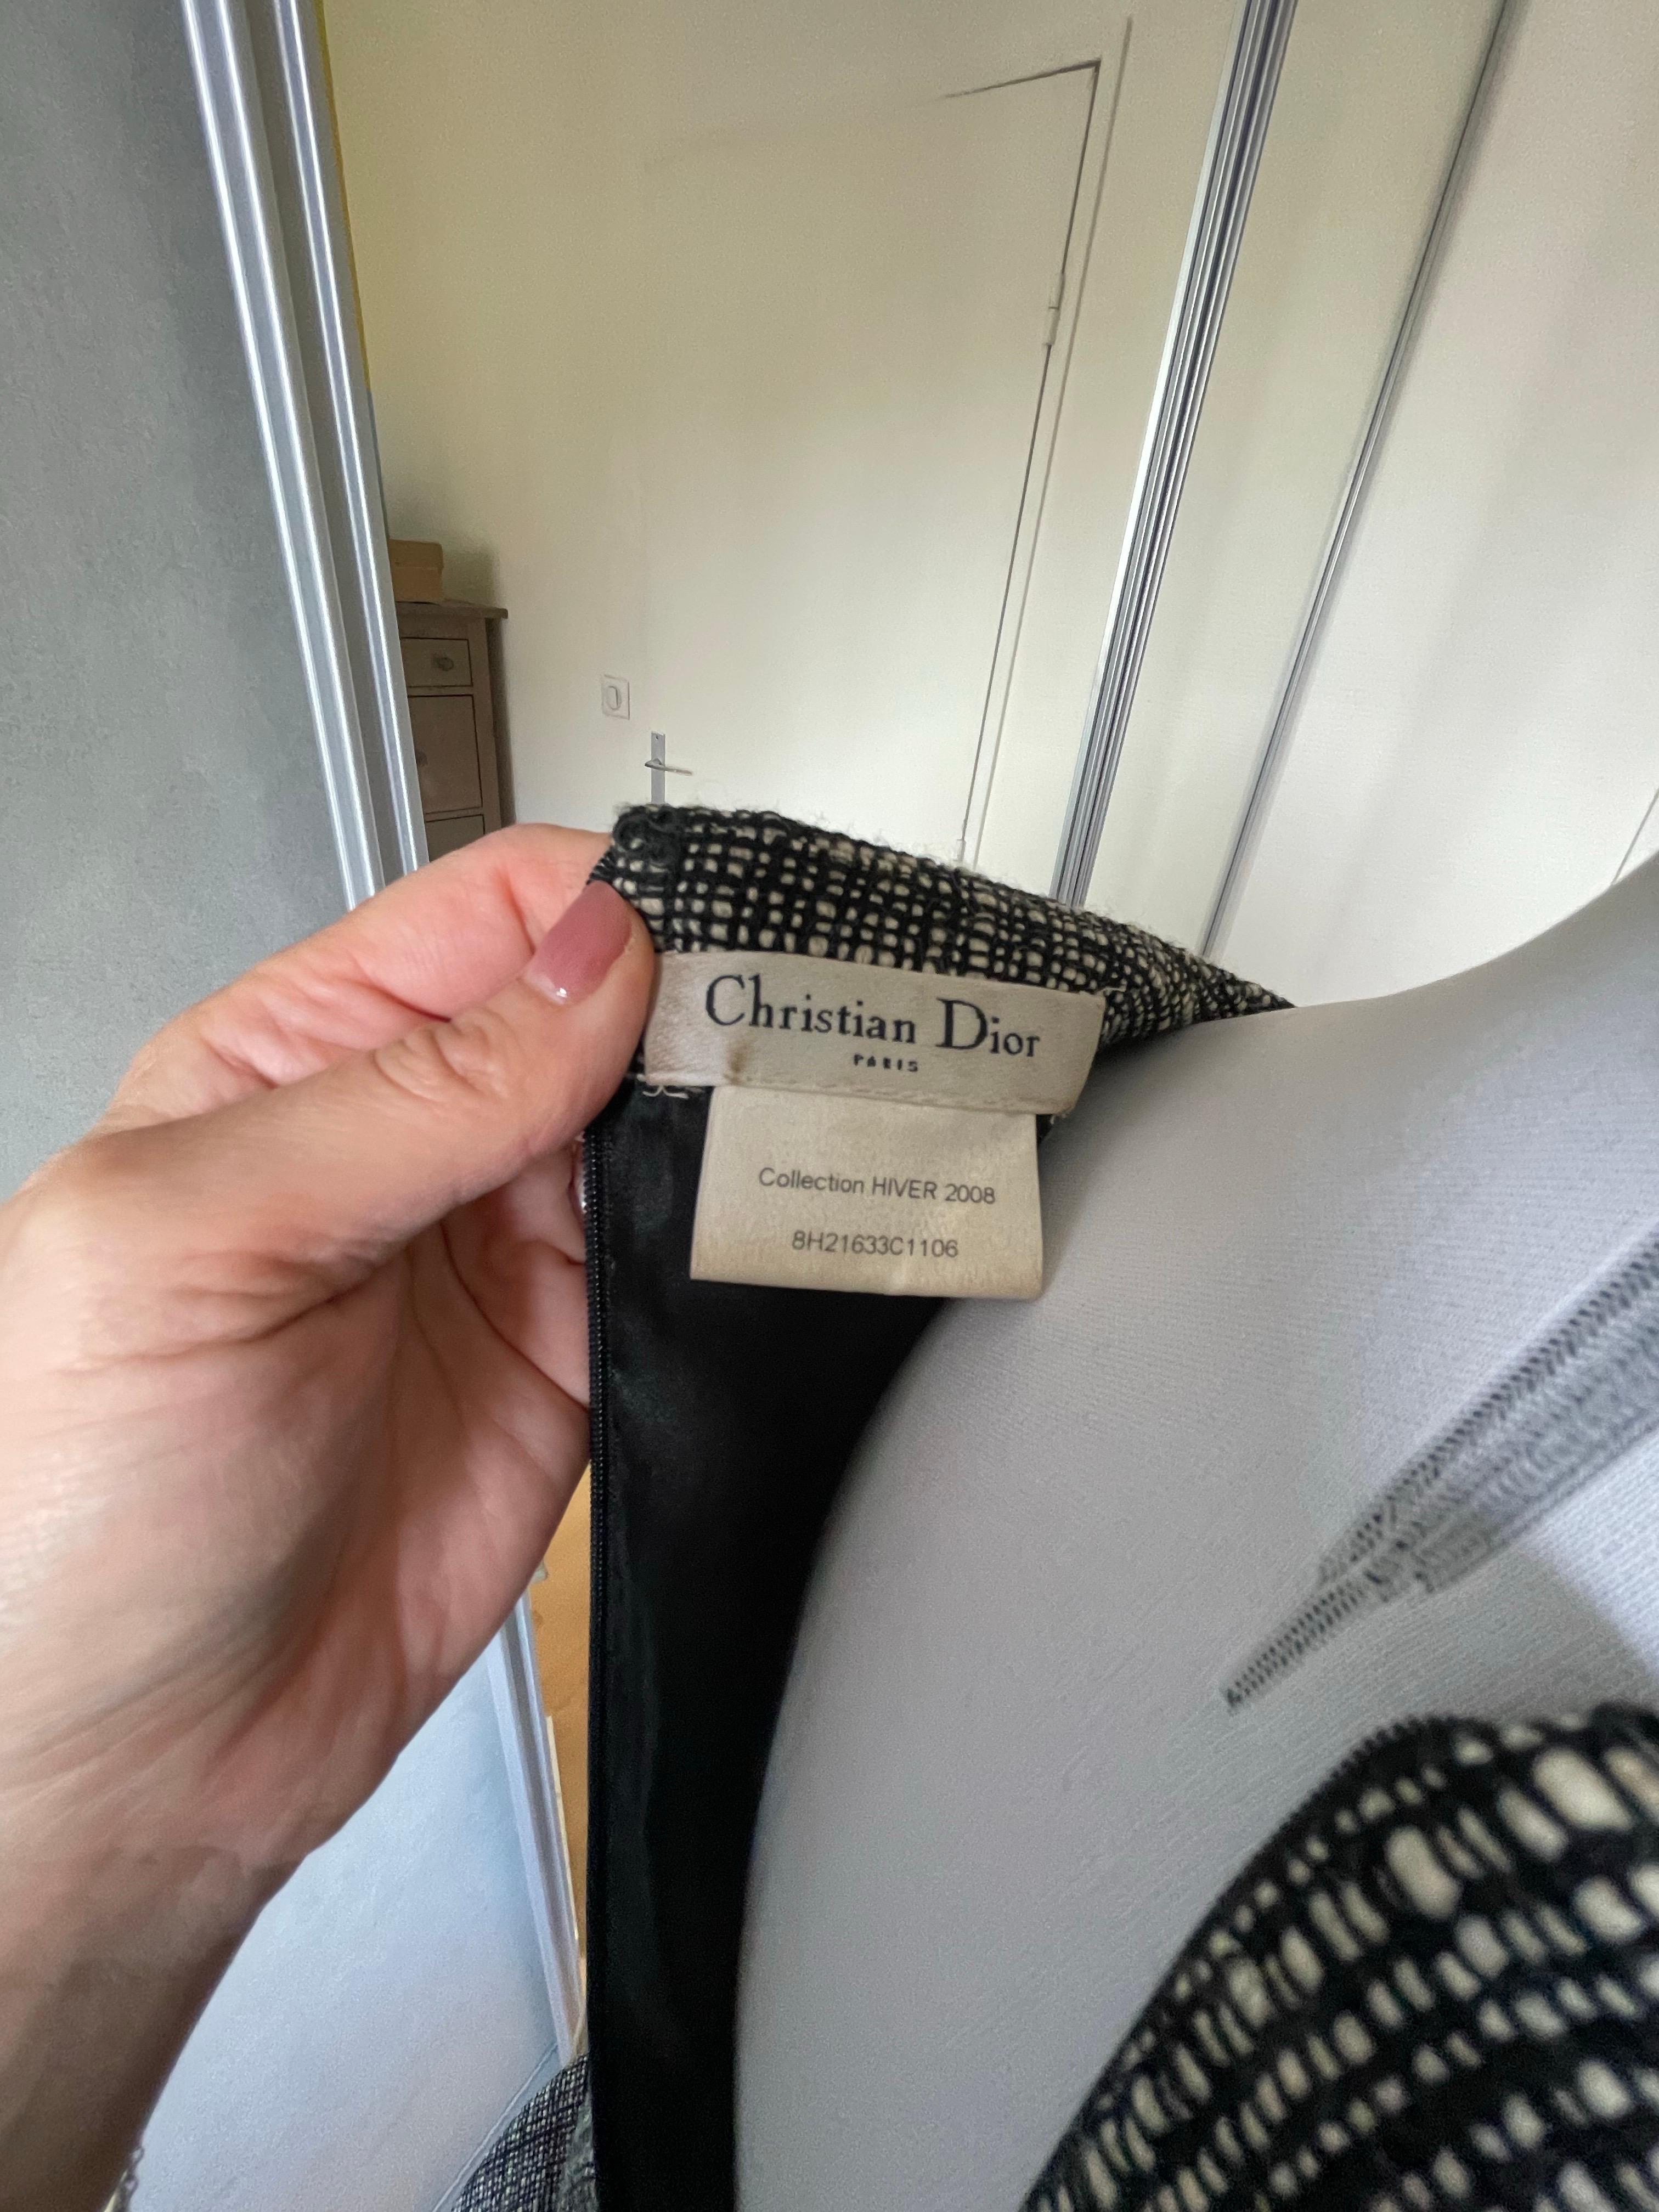 Christian Dior
PARIS
Collection HIVER 2008
8H21633C1106